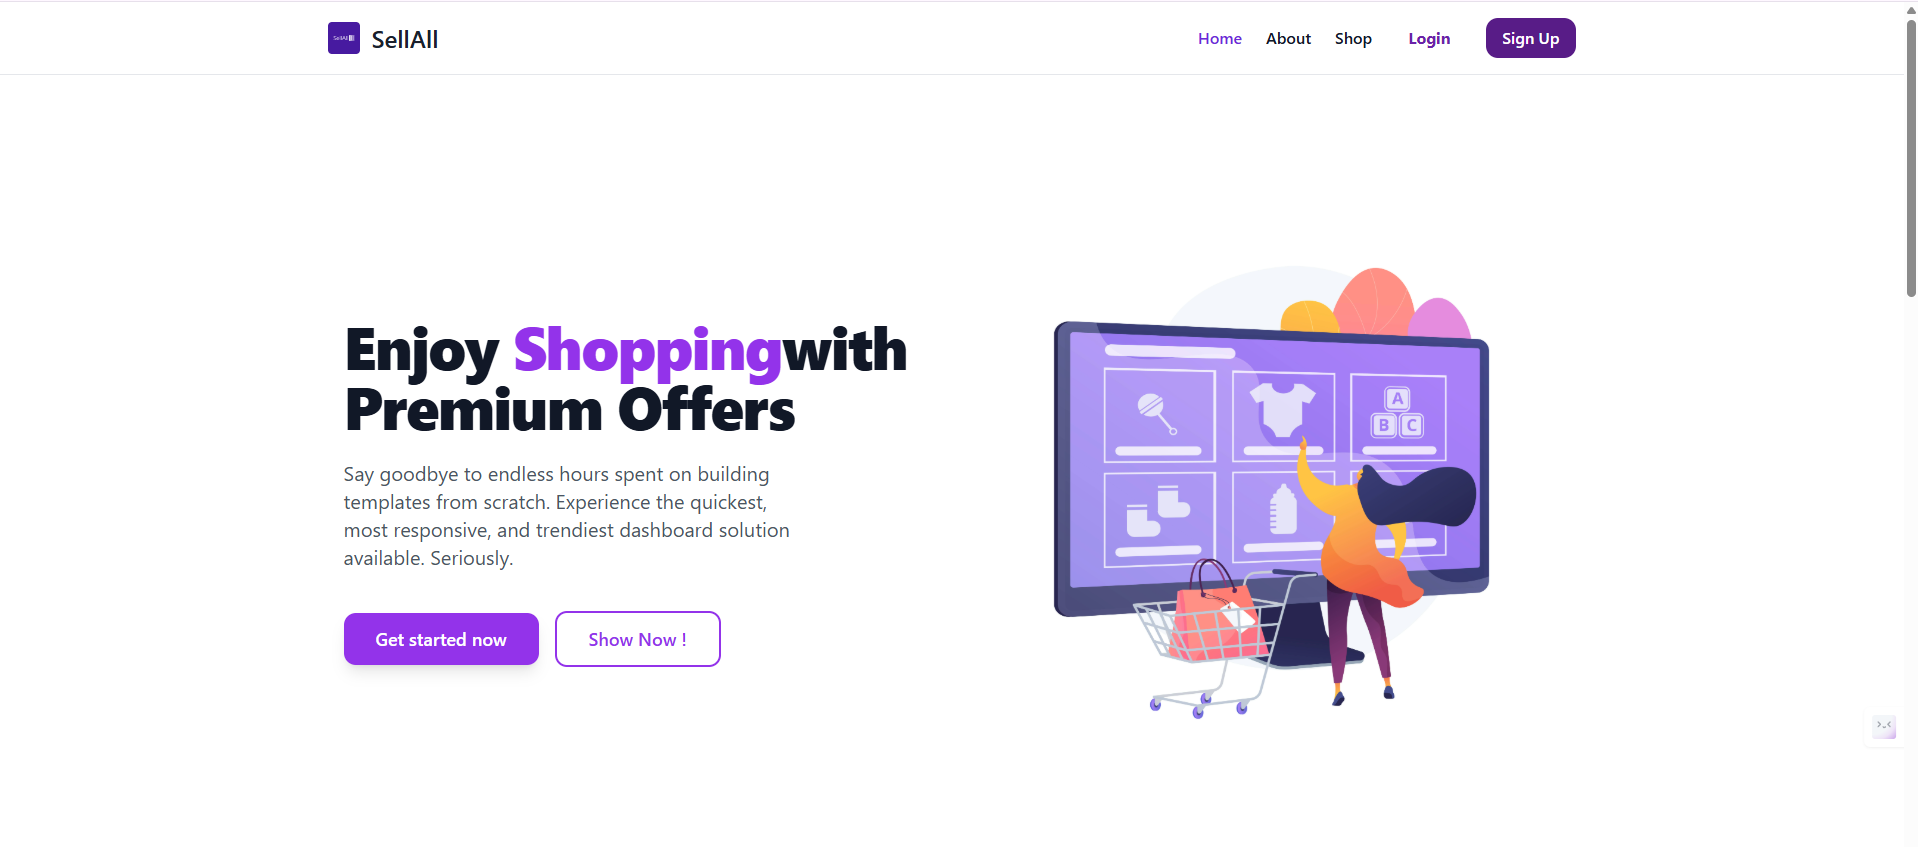 SellAll
SellAll
Home
About
Shop
Login
Sign Up
Enjoy Shoppingwith
Premium Offers
Say goodbye to endless hours spent on building
templates from scratch. Experience the quickest,
most responsive, and trendiest dashboard solution
available. Seriously.
Get started now
Show Now !
A
B C